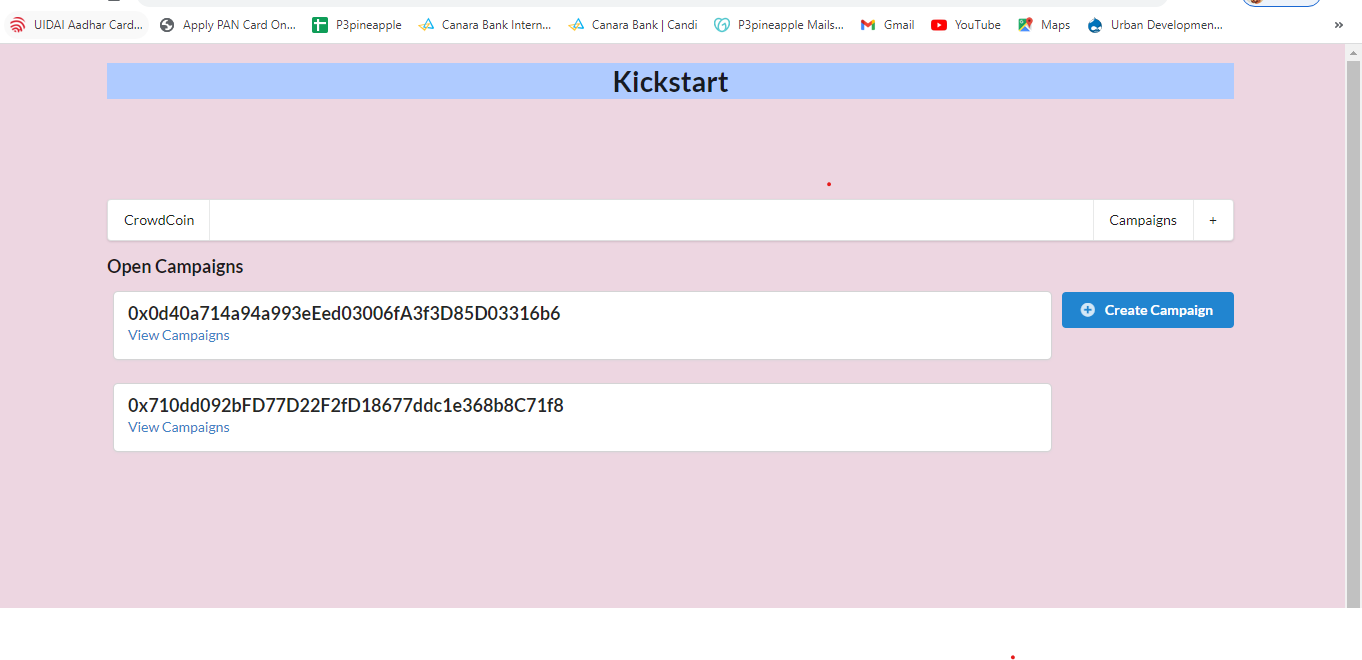 UIDAI Aadhar Card... Apply PAN Card On... P3pineapple Canara Bank Intern... Canara Bank | Candi P3pineapple Mails... Gmail YouTube Maps Urban Developmen... »
Kickstart
CrowdCoin Campaigns +
Open Campaigns
0x0d40a714a94a993eEed03006fA3f3D85D03316b6
View Campaigns
Create Campaign
0x710dd092bFD77D22F2fD18677ddc1e368b8C71f8
View Campaigns